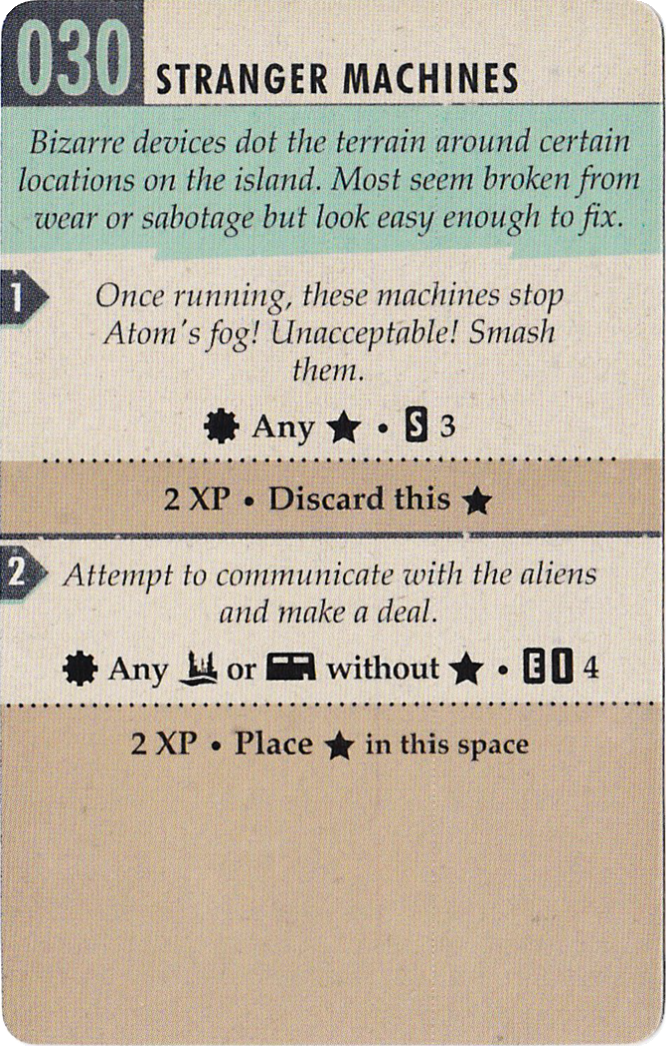 030 STRANGER MACHINES
Bizarre devices dot the terrain around certain
locations on the island. Most seem broken from
wear or sabotage but look easy enough to fix.
1 Once running, these machines stop
Atom's fog! Unacceptable! Smash
them.
Any ★ • S 3
2 XP • Discard this ★
2 Attempt to communicate with the aliens
and make a deal.
Any or without ★ • E I 4
2 XP • Place ★ in this space